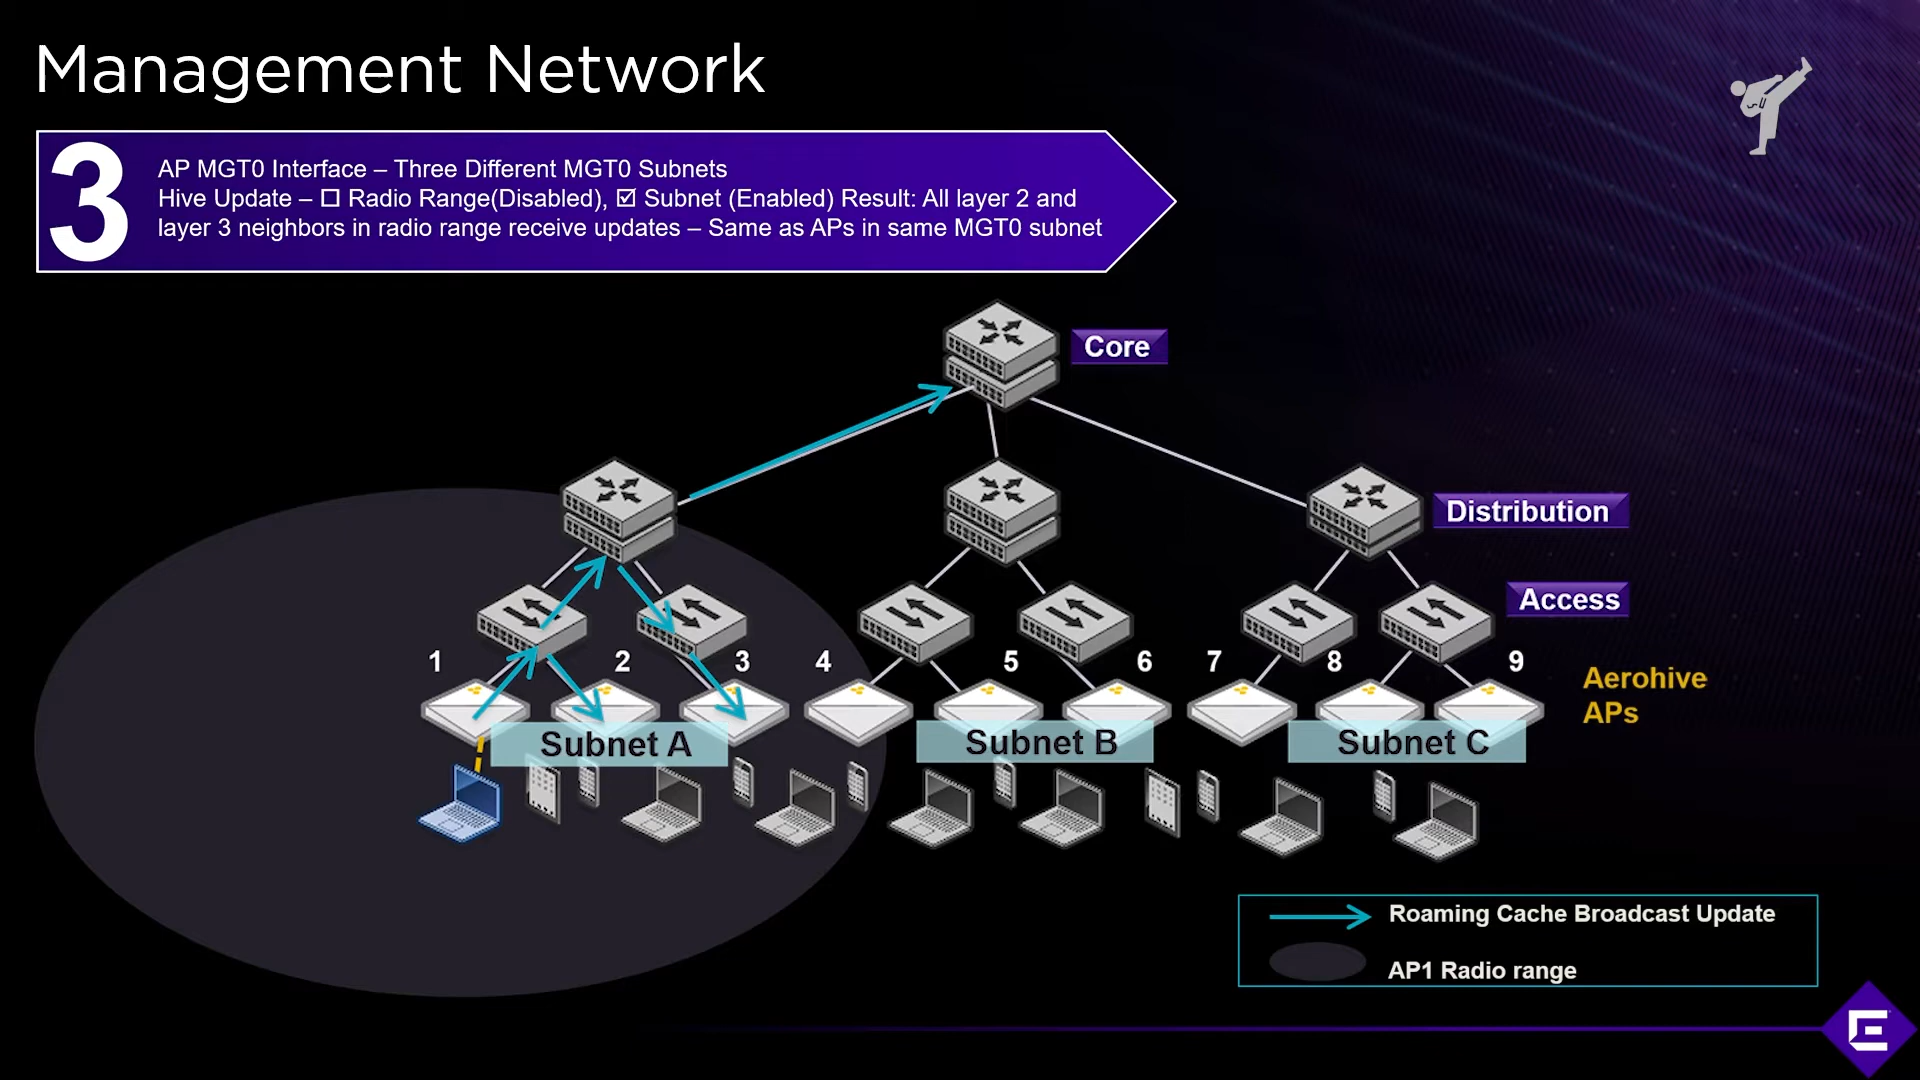 Management Network
3
AP MGT0 Interface – Three Different MGT0 Subnets
Hive Update – ☐ Radio Range(Disabled), ☑ Subnet (Enabled) Result: All layer 2 and
layer 3 neighbors in radio range receive updates – Same as APs in same MGT0 subnet
Core
Distribution
Access
1 2 3 4 5 6 7 8 9
Aerohive
APs
Subnet A
Subnet B
Subnet C
Roaming Cache Broadcast Update
AP1 Radio range